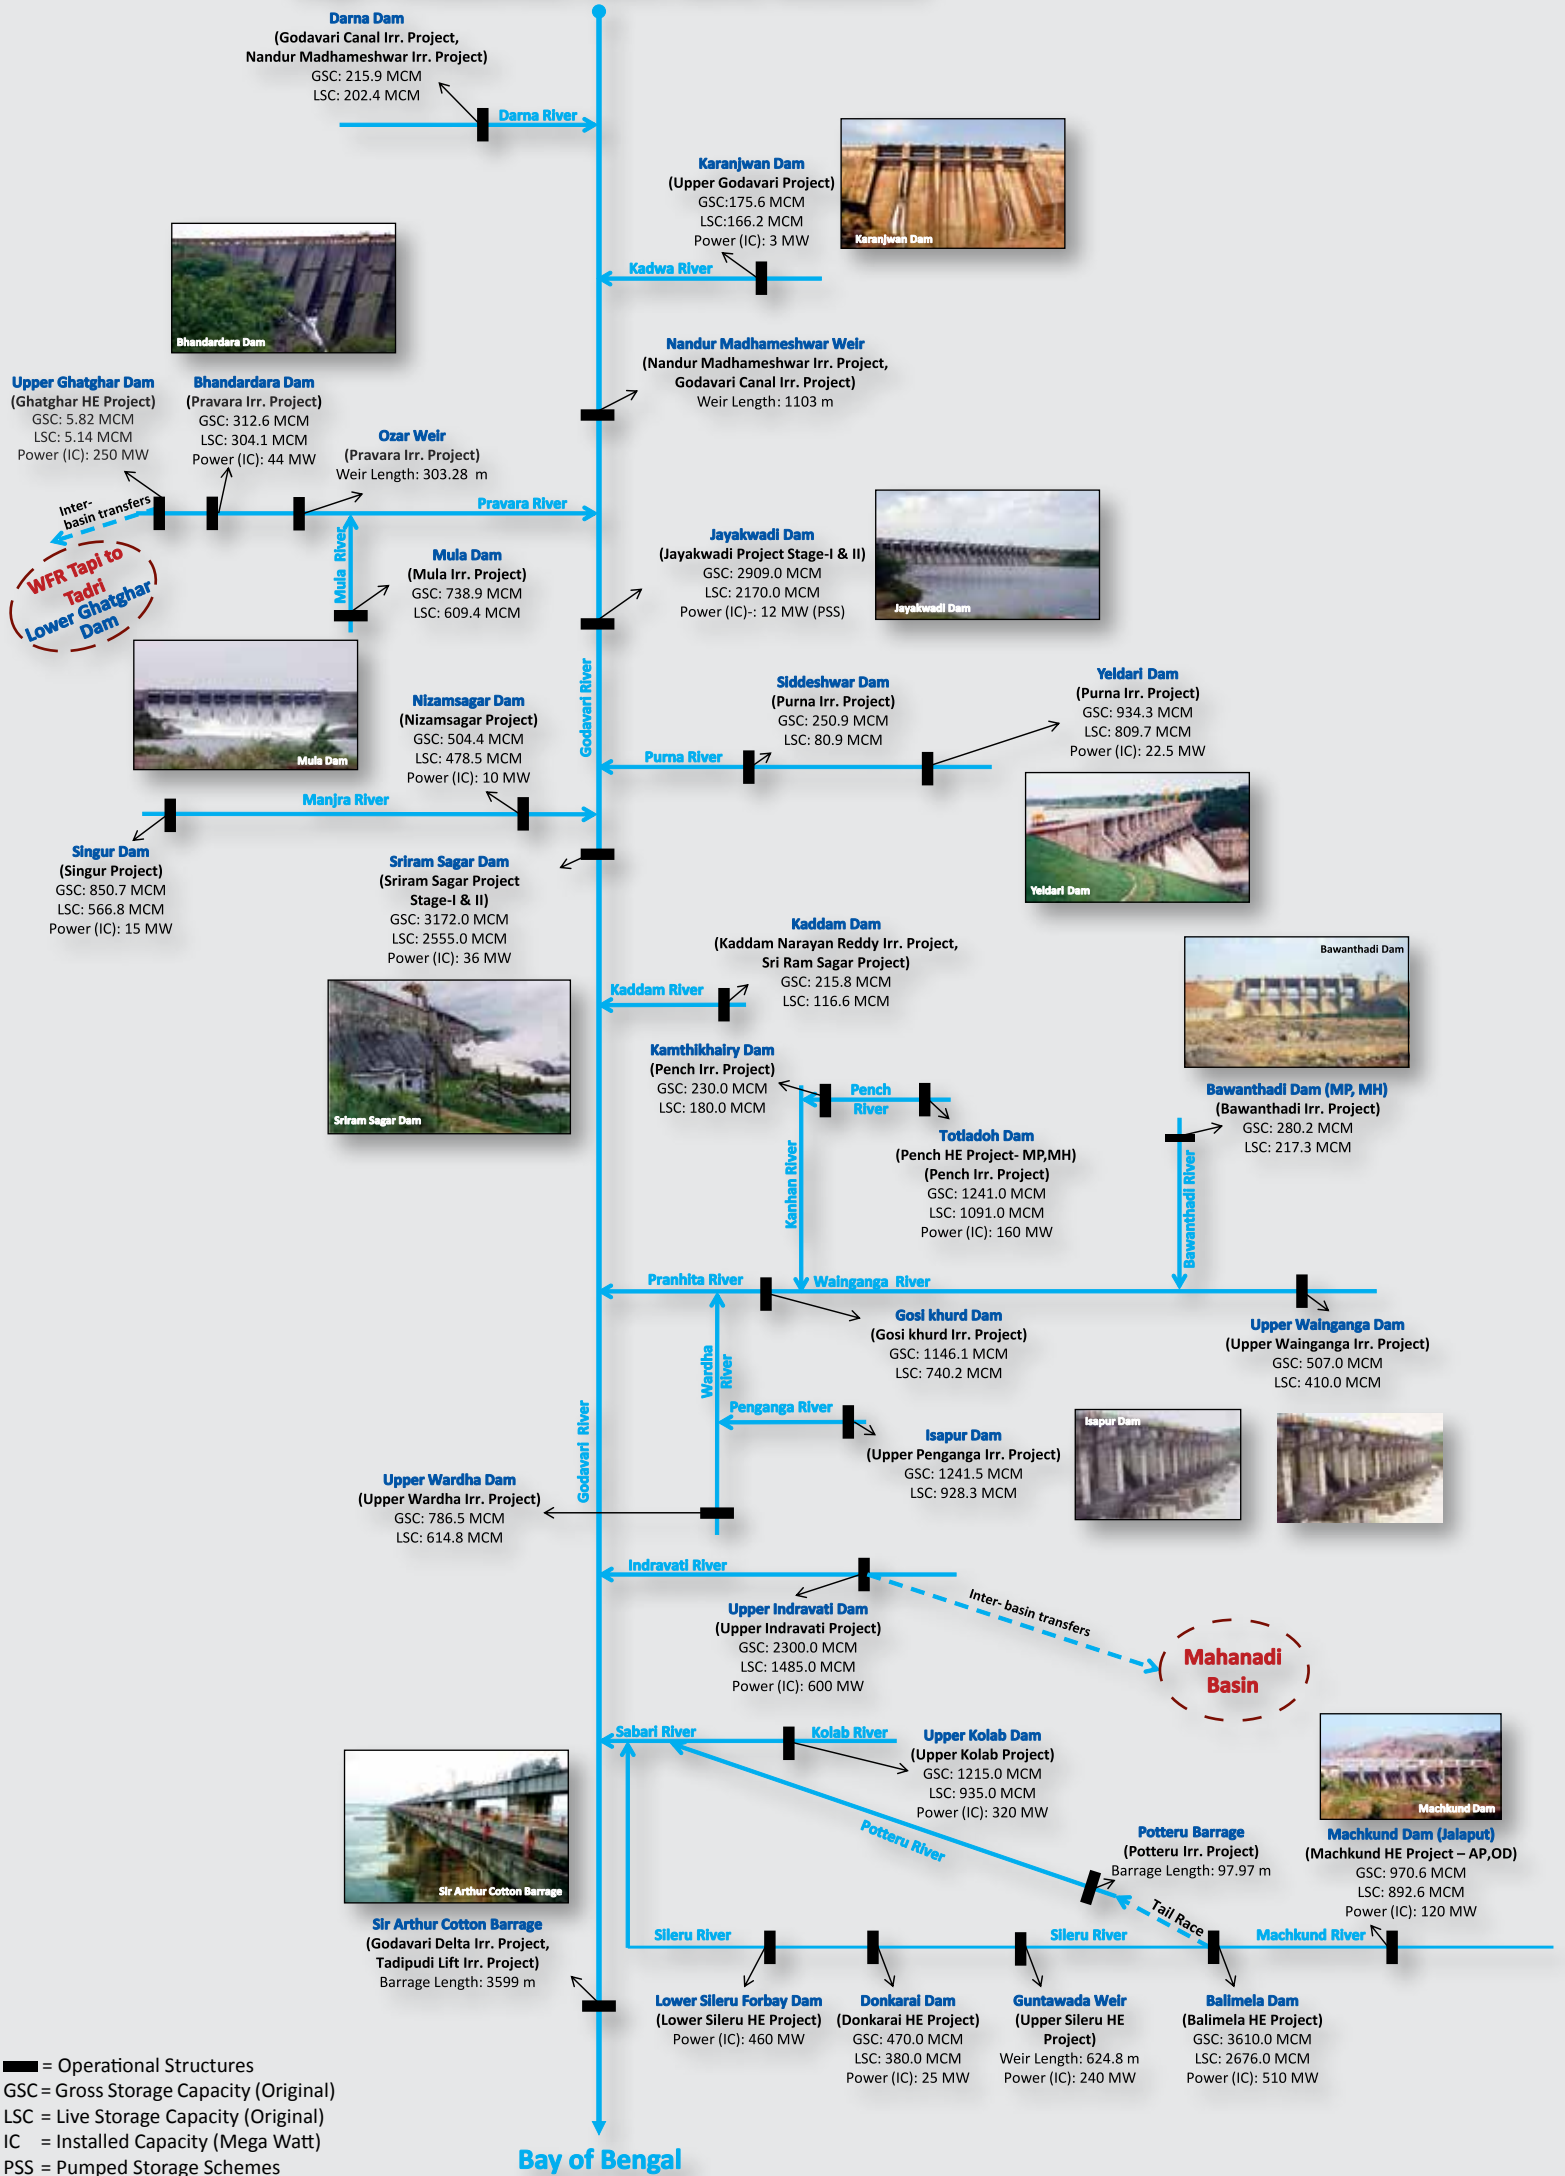 Darna Dam
(Godavari Canal Irr. Project,
Nandur Madhameshwar Irr. Project)
GSC: 215.9 MCM
LSC: 202.4 MCM
Darna River
Karanjwan Dam
(Upper Godavari Project)
GSC:175.6 MCM
LSC:166.2 MCM
Power (IC): 3 MW
Karanjwan Dam
Kadwa River
Bhandardara Dam
Nandur Madhameshwar Weir
(Nandur Madhameshwar Irr. Project,
Godavari Canal Irr. Project)
Weir Length: 1103 m
Upper Ghatghar Dam
(Ghatghar HE Project)
GSC: 5.82 MCM
LSC: 5.14 MCM
Power (IC): 250 MW
Bhandardara Dam
(Pravara Irr. Project)
GSC: 312.6 MCM
LSC: 304.1 MCM
Power (IC): 44 MW
Ozar Weir
(Pravara Irr. Project)
Weir Length: 303.28 m
Inter-
basin transfers
Pravara River
WFR Tapi to
Tadri
Lower Ghatghar
Dam
Mula River
Mula Dam
(Mula Irr. Project)
GSC: 738.9 MCM
LSC: 609.4 MCM
Jayakwadi Dam
(Jayakwadi Project Stage-I & II)
GSC: 2909.0 MCM
LSC: 2170.0 MCM
Power (IC)-: 12 MW (PSS)
Jayakwadi Dam
Mula Dam
Godavari River
Nizamsagar Dam
(Nizamsagar Project)
GSC: 504.4 MCM
LSC: 478.5 MCM
Power (IC): 10 MW
Siddeshwar Dam
(Purna Irr. Project)
GSC: 250.9 MCM
LSC: 80.9 MCM
Yeldari Dam
(Purna Irr. Project)
GSC: 934.3 MCM
LSC: 809.7 MCM
Power (IC): 22.5 MW
Purna River
Manjra River
Yeldari Dam
Singur Dam
(Singur Project)
GSC: 850.7 MCM
LSC: 566.8 MCM
Power (IC): 15 MW
Sriram Sagar Dam
(Sriram Sagar Project
Stage-I & II)
GSC: 3172.0 MCM
LSC: 2555.0 MCM
Power (IC): 36 MW
Kaddam Dam
(Kaddam Narayan Reddy Irr. Project,
Sri Ram Sagar Project)
GSC: 215.8 MCM
LSC: 116.6 MCM
Kaddam River
Bawanthadi Dam
Sriram Sagar Dam
Kamthikhairy Dam
(Pench Irr. Project)
GSC: 230.0 MCM
LSC: 180.0 MCM
Pench
River
Totladoh Dam
(Pench HE Project- MP,MH)
(Pench Irr. Project)
GSC: 1241.0 MCM
LSC: 1091.0 MCM
Power (IC): 160 MW
Kanhan River
Bawanthadi Dam (MP, MH)
(Bawanthadi Irr. Project)
GSC: 280.2 MCM
LSC: 217.3 MCM
Bawanthadi River
Pranhita River
Wainganga River
Gosi khurd Dam
(Gosi khurd Irr. Project)
GSC: 1146.1 MCM
LSC: 740.2 MCM
Upper Wainganga Dam
(Upper Wainganga Irr. Project)
GSC: 507.0 MCM
LSC: 410.0 MCM
Wardha
River
Penganga River
Isapur Dam
(Upper Penganga Irr. Project)
GSC: 1241.5 MCM
LSC: 928.3 MCM
Isapur Dam
Godavari River
Upper Wardha Dam
(Upper Wardha Irr. Project)
GSC: 786.5 MCM
LSC: 614.8 MCM
Indravati River
Upper Indravati Dam
(Upper Indravati Project)
GSC: 2300.0 MCM
LSC: 1485.0 MCM
Power (IC): 600 MW
Inter- basin transfers
Mahanadi
Basin
Sabari River
Kolab River
Upper Kolab Dam
(Upper Kolab Project)
GSC: 1215.0 MCM
LSC: 935.0 MCM
Power (IC): 320 MW
Machkund Dam
Potteru River
Potteru Barrage
(Potteru Irr. Project)
Barrage Length: 97.97 m
Machkund Dam (Jalaput)
(Machkund HE Project – AP,OD)
GSC: 970.6 MCM
LSC: 892.6 MCM
Power (IC): 120 MW
Sir Arthur Cotton Barrage
Sir Arthur Cotton Barrage
(Godavari Delta Irr. Project,
Tadipudi Lift Irr. Project)
Barrage Length: 3599 m
Tail Race
Sileru River
Sileru River
Machkund River
Lower Sileru Forbay Dam
(Lower Sileru HE Project)
Power (IC): 460 MW
Donkarai Dam
(Donkarai HE Project)
GSC: 470.0 MCM
LSC: 380.0 MCM
Power (IC): 25 MW
Guntawada Weir
(Upper Sileru HE
Project)
Weir Length: 624.8 m
Power (IC): 240 MW
Balimela Dam
(Balimela HE Project)
GSC: 3610.0 MCM
LSC: 2676.0 MCM
Power (IC): 510 MW
= Operational Structures
GSC = Gross Storage Capacity (Original)
LSC = Live Storage Capacity (Original)
IC = Installed Capacity (Mega Watt)
PSS = Pumped Storage Schemes
Bay of Bengal